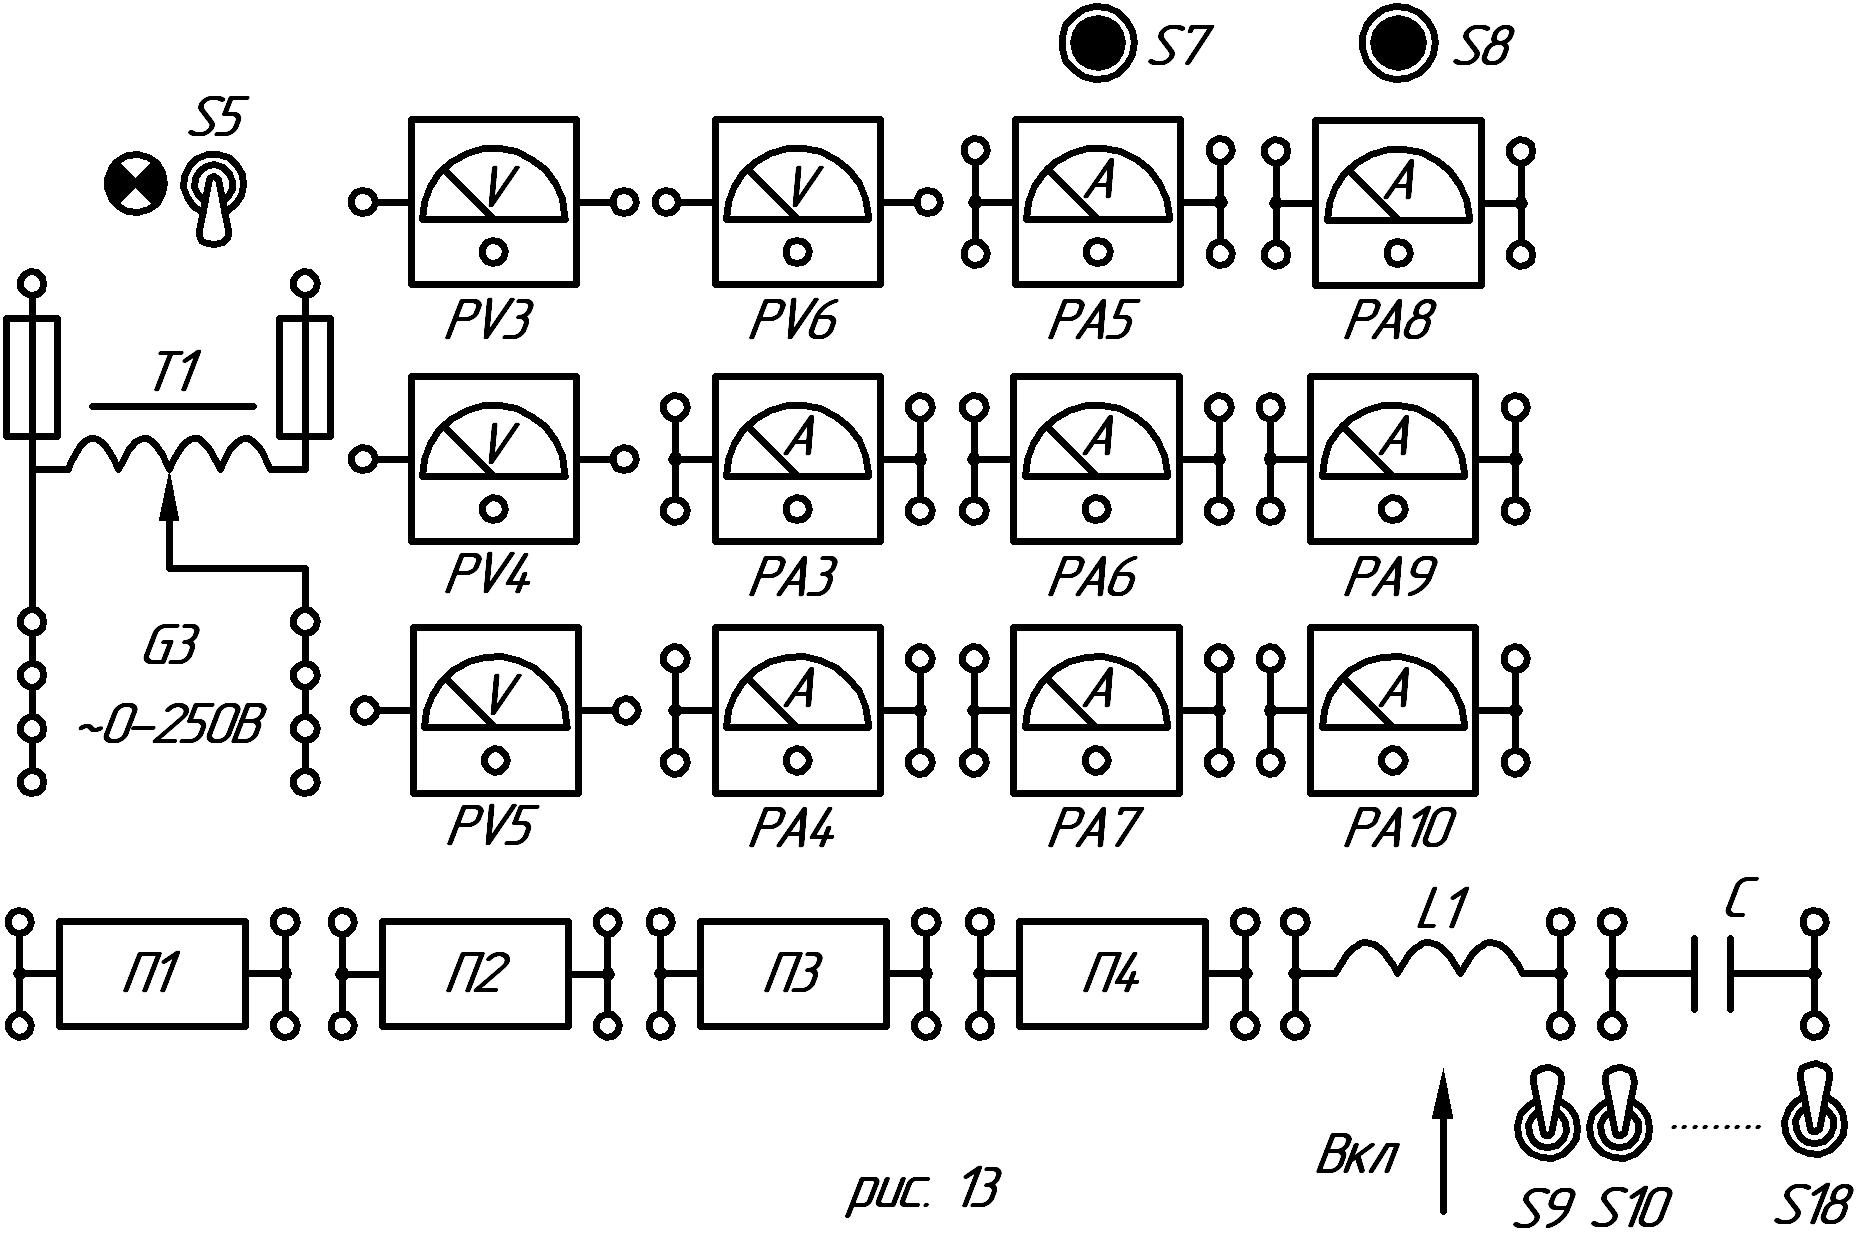 S7 S8
S5
V V A A
PV3 PV6 PA5 PA8
T1
V A A A
PV4 PA3 PA6 PA9
G3
~0-250В
V A A A
PV5 PA4 PA7 PA10
L1 C
П1 П2 П3 П4
Вкл
рис. 13
S9 S10 ......... S18